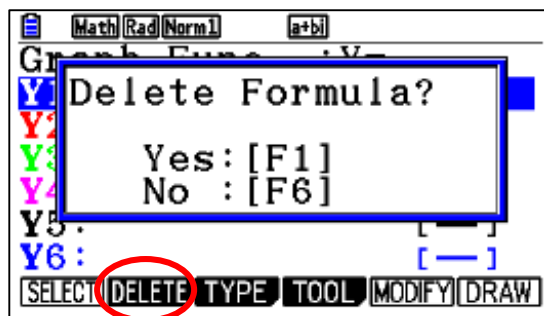 Math Rad Norm1 a+bi
Delete Formula?
Yes:[F1]
No :[F6]
Y5: [—]
Y6: [—]
SELECT DELETE TYPE TOOL MODIFY DRAW